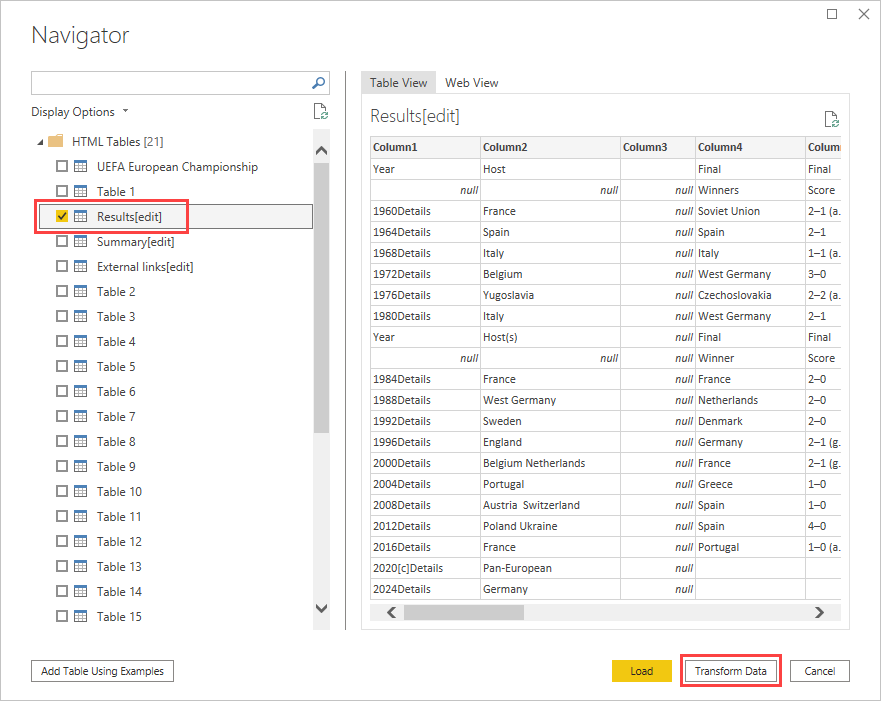 Navigator
Display Options
HTML Tables [21]
UEFA European Championship
Table 1
Results[edit]
Summary[edit]
External links[edit]
Table 2
Table 3
Table 4
Table 5
Table 6
Table 7
Table 8
Table 9
Table 10
Table 11
Table 12
Table 13
Table 14
Table 15
Table View Web View
Results[edit]
Column1 Column2 Column3 Column4 Colum
Year Host Final Final
null null null Winners Score
1960Details France null Soviet Union 2–1 (a.
1964Details Spain null Spain 2–1
1968Details Italy null Italy 1–1 (a.
1972Details Belgium null West Germany 3–0
1976Details Yugoslavia null Czechoslovakia 2–2 (a.
1980Details Italy null West Germany 2–1
Year Host(s) null Final Final
null null null Winner Score
1984Details France null France 2–0
1988Details West Germany null Netherlands 2–0
1992Details Sweden null Denmark 2–0
1996Details England null Germany 2–1 (g.
2000Details Belgium Netherlands null France 2–1 (g.
2004Details Portugal null Greece 1–0
2008Details Austria Switzerland null Spain 1–0
2012Details Poland Ukraine null Spain 4–0
2016Details France null Portugal 1–0 (a.
2020[c]Details Pan-European null
2024Details Germany null
Add Table Using Examples Load Transform Data Cancel